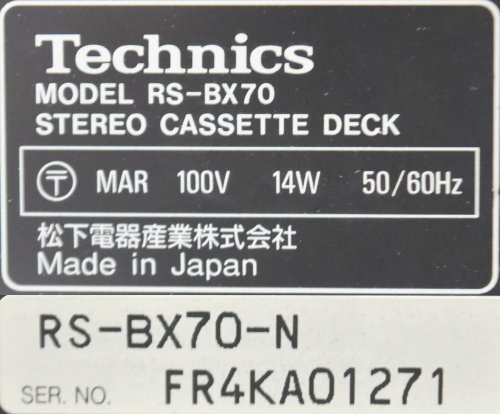 Technics
MODEL RS-BX70
STEREO CASSETTE DECK
〒 MAR 100V 14W 50/60Hz
松下電器産業株式会社
Made in Japan
RS-BX70-N
SER. NO. FR4KA01271